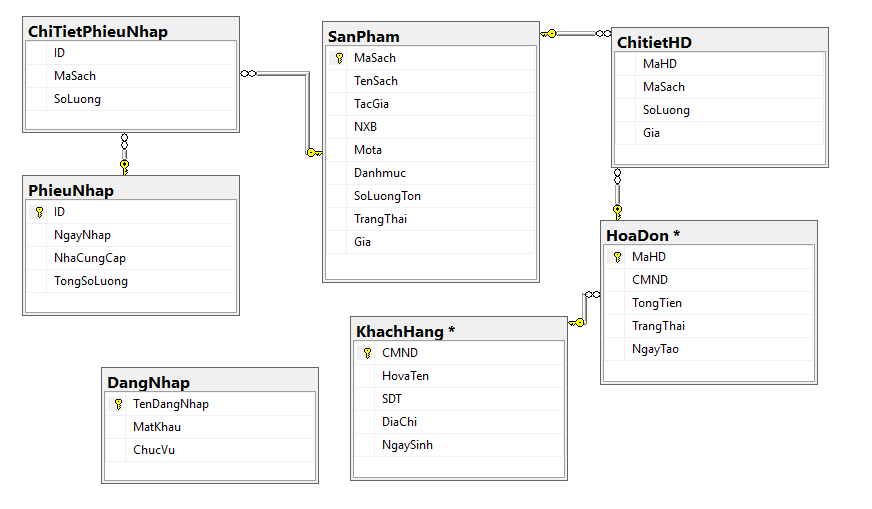 ChiTietPhieuNhap
ID
MaSach
SoLuong
PhieuNhap
ID
NgayNhap
NhaCungCap
TongSoLuong
SanPham
MaSach
TenSach
TacGia
NXB
Mota
Danhmuc
SoLuongTon
TrangThai
Gia
ChitietHD
MaHD
MaSach
SoLuong
Gia
HoaDon *
MaHD
CMND
TongTien
TrangThai
NgayTao
KhachHang *
CMND
HovaTen
SDT
DiaChi
NgaySinh
DangNhap
TenDangNhap
MatKhau
ChucVu